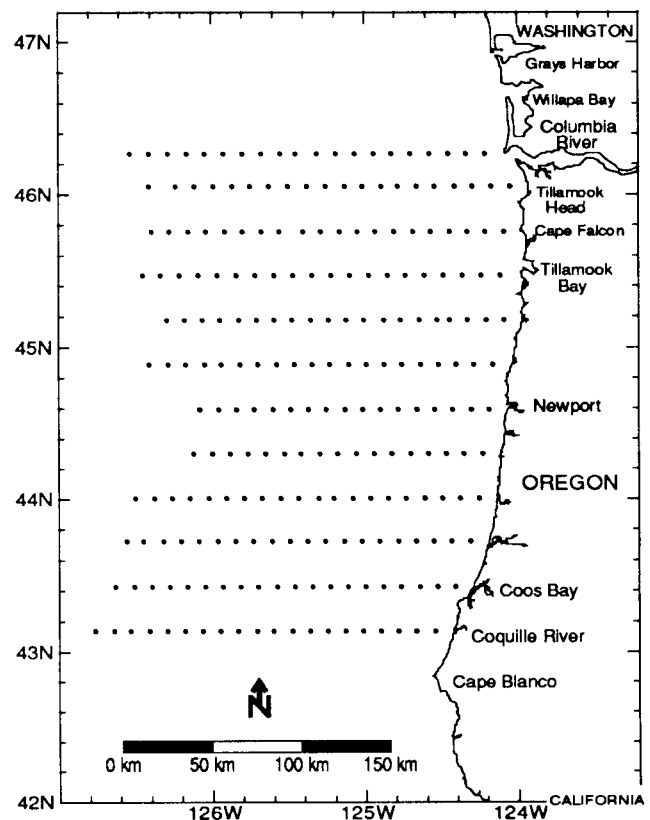 47N
WASHINGTON
Grays Harbor
Willapa Bay
Columbia
River
46N
Tillamook
Head
Cape Falcon
Tillamook
Bay
45N
Newport
OREGON
44N
Coos Bay
Coquille River
43N
Cape Blanco
N
0 km
50 km
100 km
150 km
42N
CALIFORNIA
126W
125W
124W